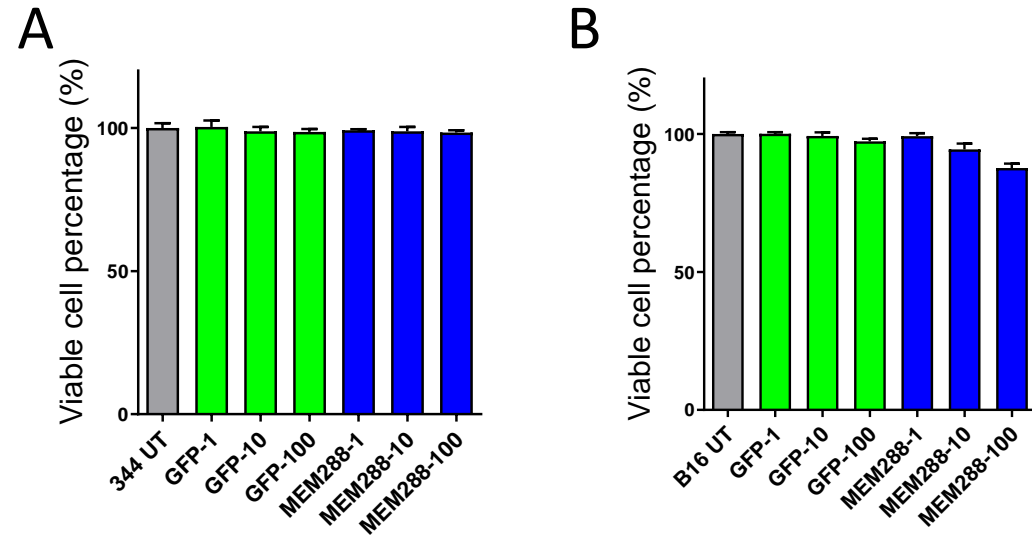 A
Viable cell percentage (%)
100
50
0
344 UT
GFP-1
GFP-10
GFP-100
MEM288-1
MEM288-10
MEM288-100
B
Viable cell percentage (%)
100
50
0
B16 UT
GFP-1
GFP-10
GFP-100
MEM288-1
MEM288-10
MEM288-100